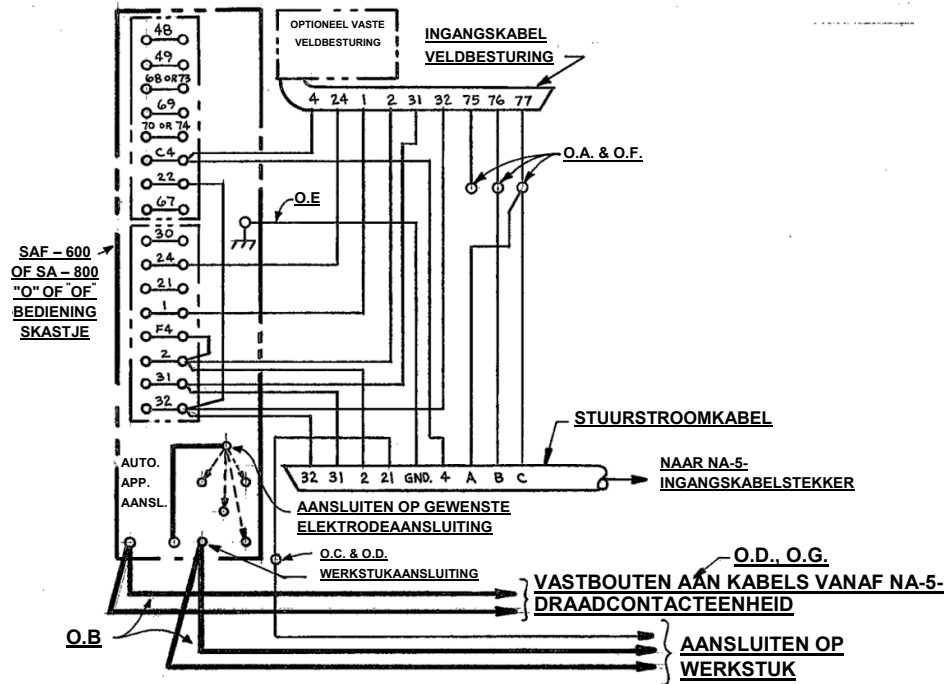 OPTIONEEL VASTE
VELDBESTURING
INGANGSKABEL
VELDBESTURING
4 24 1 2 31 32 75 76 77
48
49
68 OR 73
69
70 OR 74
C4
22
67
30
24
21
1
F4
2
31
32
O.A. & O.F.
O.E
SAF – 600
OF SA – 800
"O" OF "OF"
BEDIENING
SKASTJE
STUURSTROOMKABEL
32 31 2 21 GND. 4 A B C
NAAR NA-5-
INGANGSKABELSTEKKER
AUTO.
APP.
AANSL.
AANSLUITEN OP GEWENSTE
ELEKTRODEAANSLUITING
O.C. & O.D.
WERKSTUKAANSLUITING
O.D., O.G.
VASTBOUTEN AAN KABELS VANAF NA-5-
DRAADCONTACTEENHEID
O.B
AANSLUITEN OP
WERKSTUK